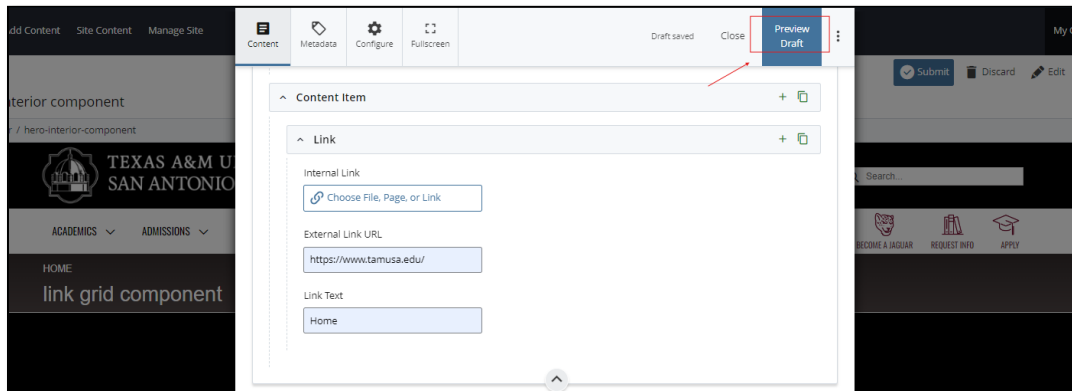 dd Content Site Content Manage Site
Content Metadata Configure Fullscreen
Draft saved Close Preview Draft
My
Submit Discard Edit
terior component
/ hero-interior-component
Content Item
Link
Internal Link
Choose File, Page, or Link
External Link URL
https://www.tamusa.edu/
Link Text
Home
TEXAS A&M U
SAN ANTONIO
Search...
ACADEMICS ADMISSIONS
BECOME A JAGUAR REQUEST INFO APPLY
HOME
link grid component